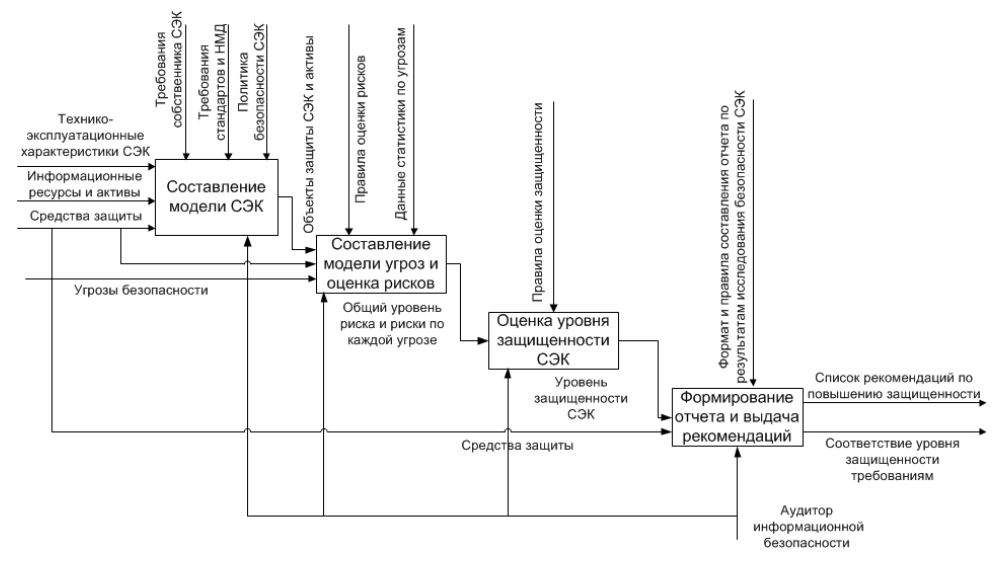 Требования
собственника СЭК
Требования
стандартов и НМД
Политика
безопасности СЭК
Объекты защиты СЭК и активы
Правила оценки рисков
Данные статистики по угрозам
Правила оценки защищенности
Формат и правила составления отчета по
результатам исследования безопасности СЭК
Технико-
эксплуатационные
характеристики СЭК
Информационные
ресурсы и активы
Средства защиты
Составление
модели СЭК
Составление
модели угроз и
оценка рисков
Угрозы безопасности
Общий уровень
риска и риски по
каждой угрозе
Оценка уровня
защищенности
СЭК
Уровень
защищенности
СЭК
Формирование
отчета и выдача
рекомендаций
Список рекомендаций по
повышению защищенности
Средства защиты
Соответствие уровня
защищенности
требованиям
Аудитор
информационной
безопасности